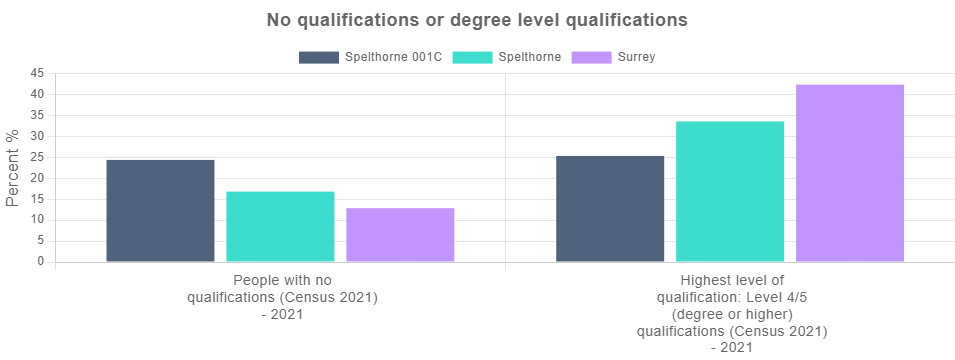 No qualifications or degree level qualifications
Spelthorne 001C Spelthorne Surrey
Percent %
45
40
35
30
25
20
15
10
5
0
People with no
qualifications (Census 2021)
- 2021
Highest level of
qualification: Level 4/5
(degree or higher)
qualifications (Census 2021)
- 2021